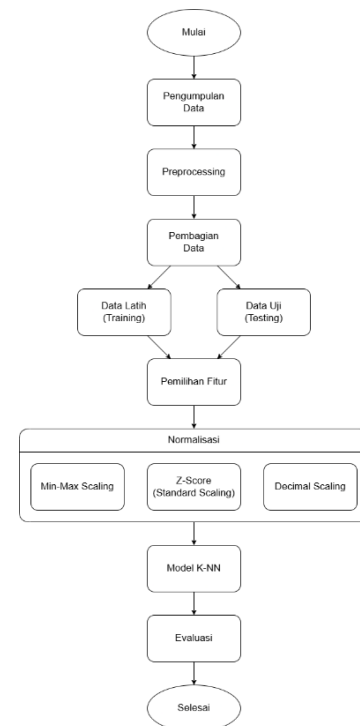 Mulai
Pengumpulan
Data
Preprocessing
Pembagian
Data
Data Latih
(Training)
Data Uji
(Testing)
Pemilihan Fitur
Normalisasi
Min-Max Scaling
Z-Score
(Standard Scaling)
Decimal Scaling
Model K-NN
Evaluasi
Selesai